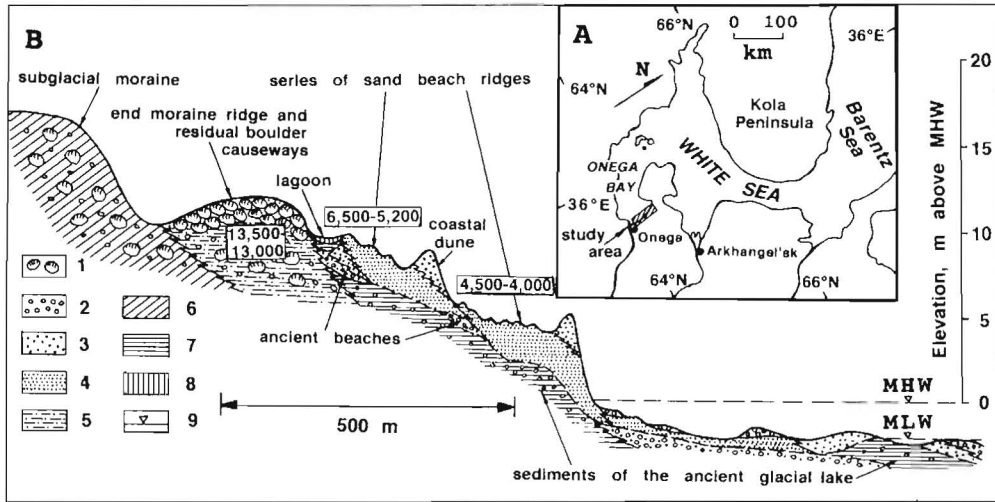 B
subglacial moraine
series of sand beach ridges
end moraine ridge and
residual boulder
causeways
lagoon
6,500-5,200
13,500
13,000
coastal
dune
4,500-4,000
ancient beaches
500 m
sediments of the ancient glacial lake
1
2
3
4
5
6
7
8
9
A
66°N
0 100
km
36°E
N
64°N
Kola
Peninsula
Barentz
Sea
WHITE SEA
ONEGA
BAY
36°E
study
area
Onega
Arkhangel'sk
64°N
66°N
20
15
10
5
0
Elevation, m above MHW
MHW
MLW